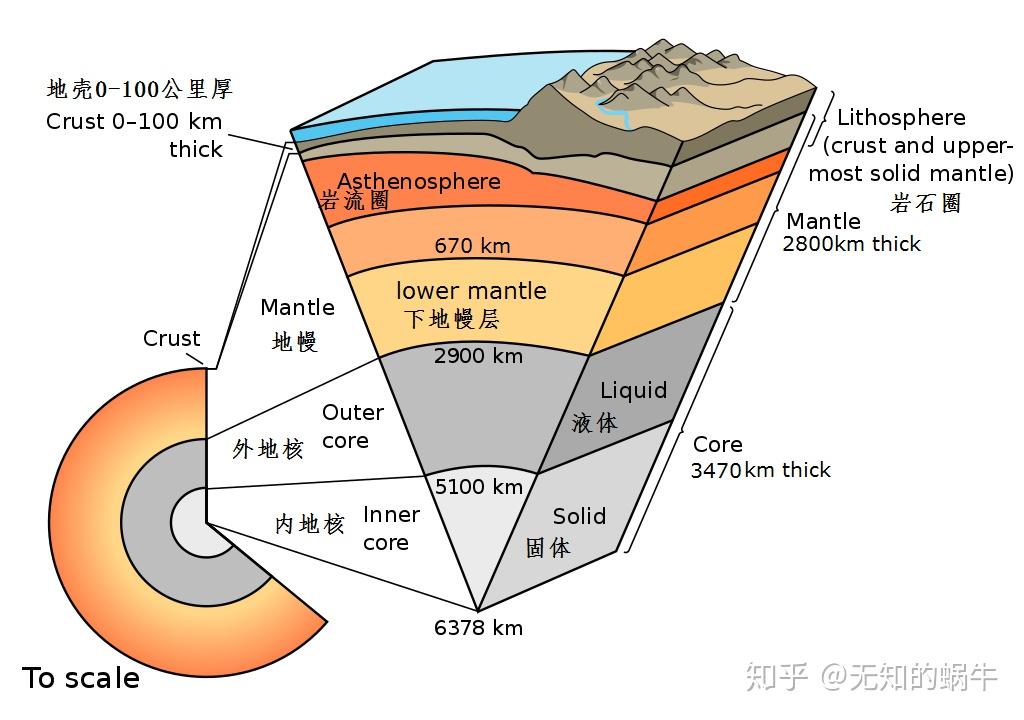 地壳0-100公里厚
Crust 0–100 km
thick
Lithosphere
(crust and upper-
most solid mantle)
岩石圈
Asthenosphere
岩流圈
Mantle
2800km thick
670 km
lower mantle
下地慢层
Mantle
地慢
Crust
2900 km
Liquid
液体
Outer
core
外地核
Core
3470km thick
5100 km
Inner
core
内地核
Solid
固体
6378 km
To scale
知乎 @无知的蜗牛